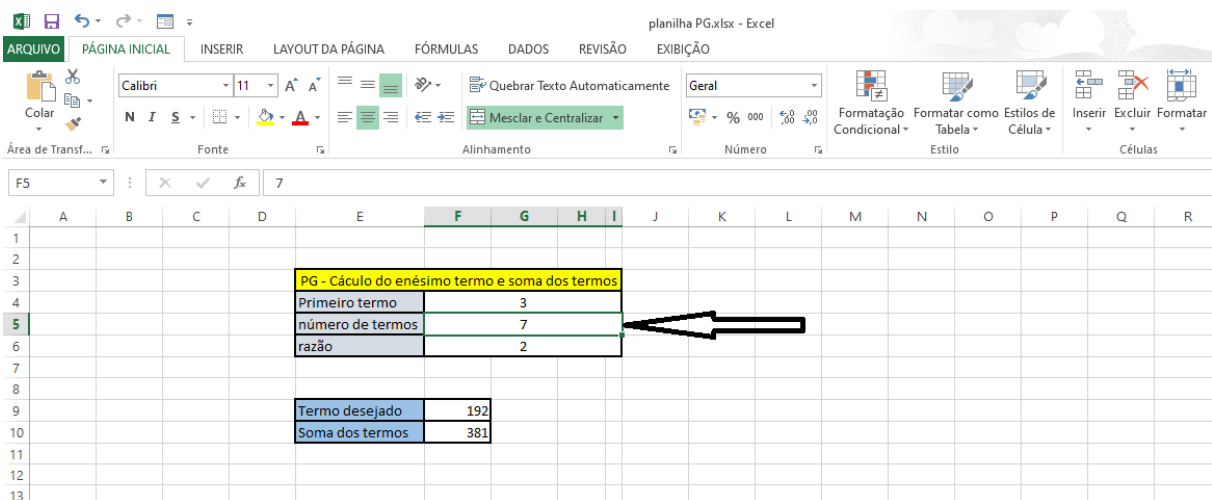 planilha PG.xlsx - Excel
ARQUIVO PÁGINA INICIAL INSERIR LAYOUT DA PÁGINA FÓRMULAS DADOS REVISÃO EXIBIÇÃO
Calibri 11 A A Quebrar Texto Automaticamente Geral
Colar N I S A Mesclar e Centralizar % 000 ,00 ,0 Formatação Condicional Formatar como Tabela Estilos de Célula Inserir Excluir Formatar
Área de Transf... Fonte Alinhamento Número Estilo Células
F5 fx 7
A B C D E F G H I J K L M N O P Q R
1
2
3 PG - Cáculo do enésimo termo e soma dos termos
4 Primeiro termo 3
5 número de termos 7
6 razão 2
7
8
9 Termo desejado 192
10 Soma dos termos 381
11
12
13